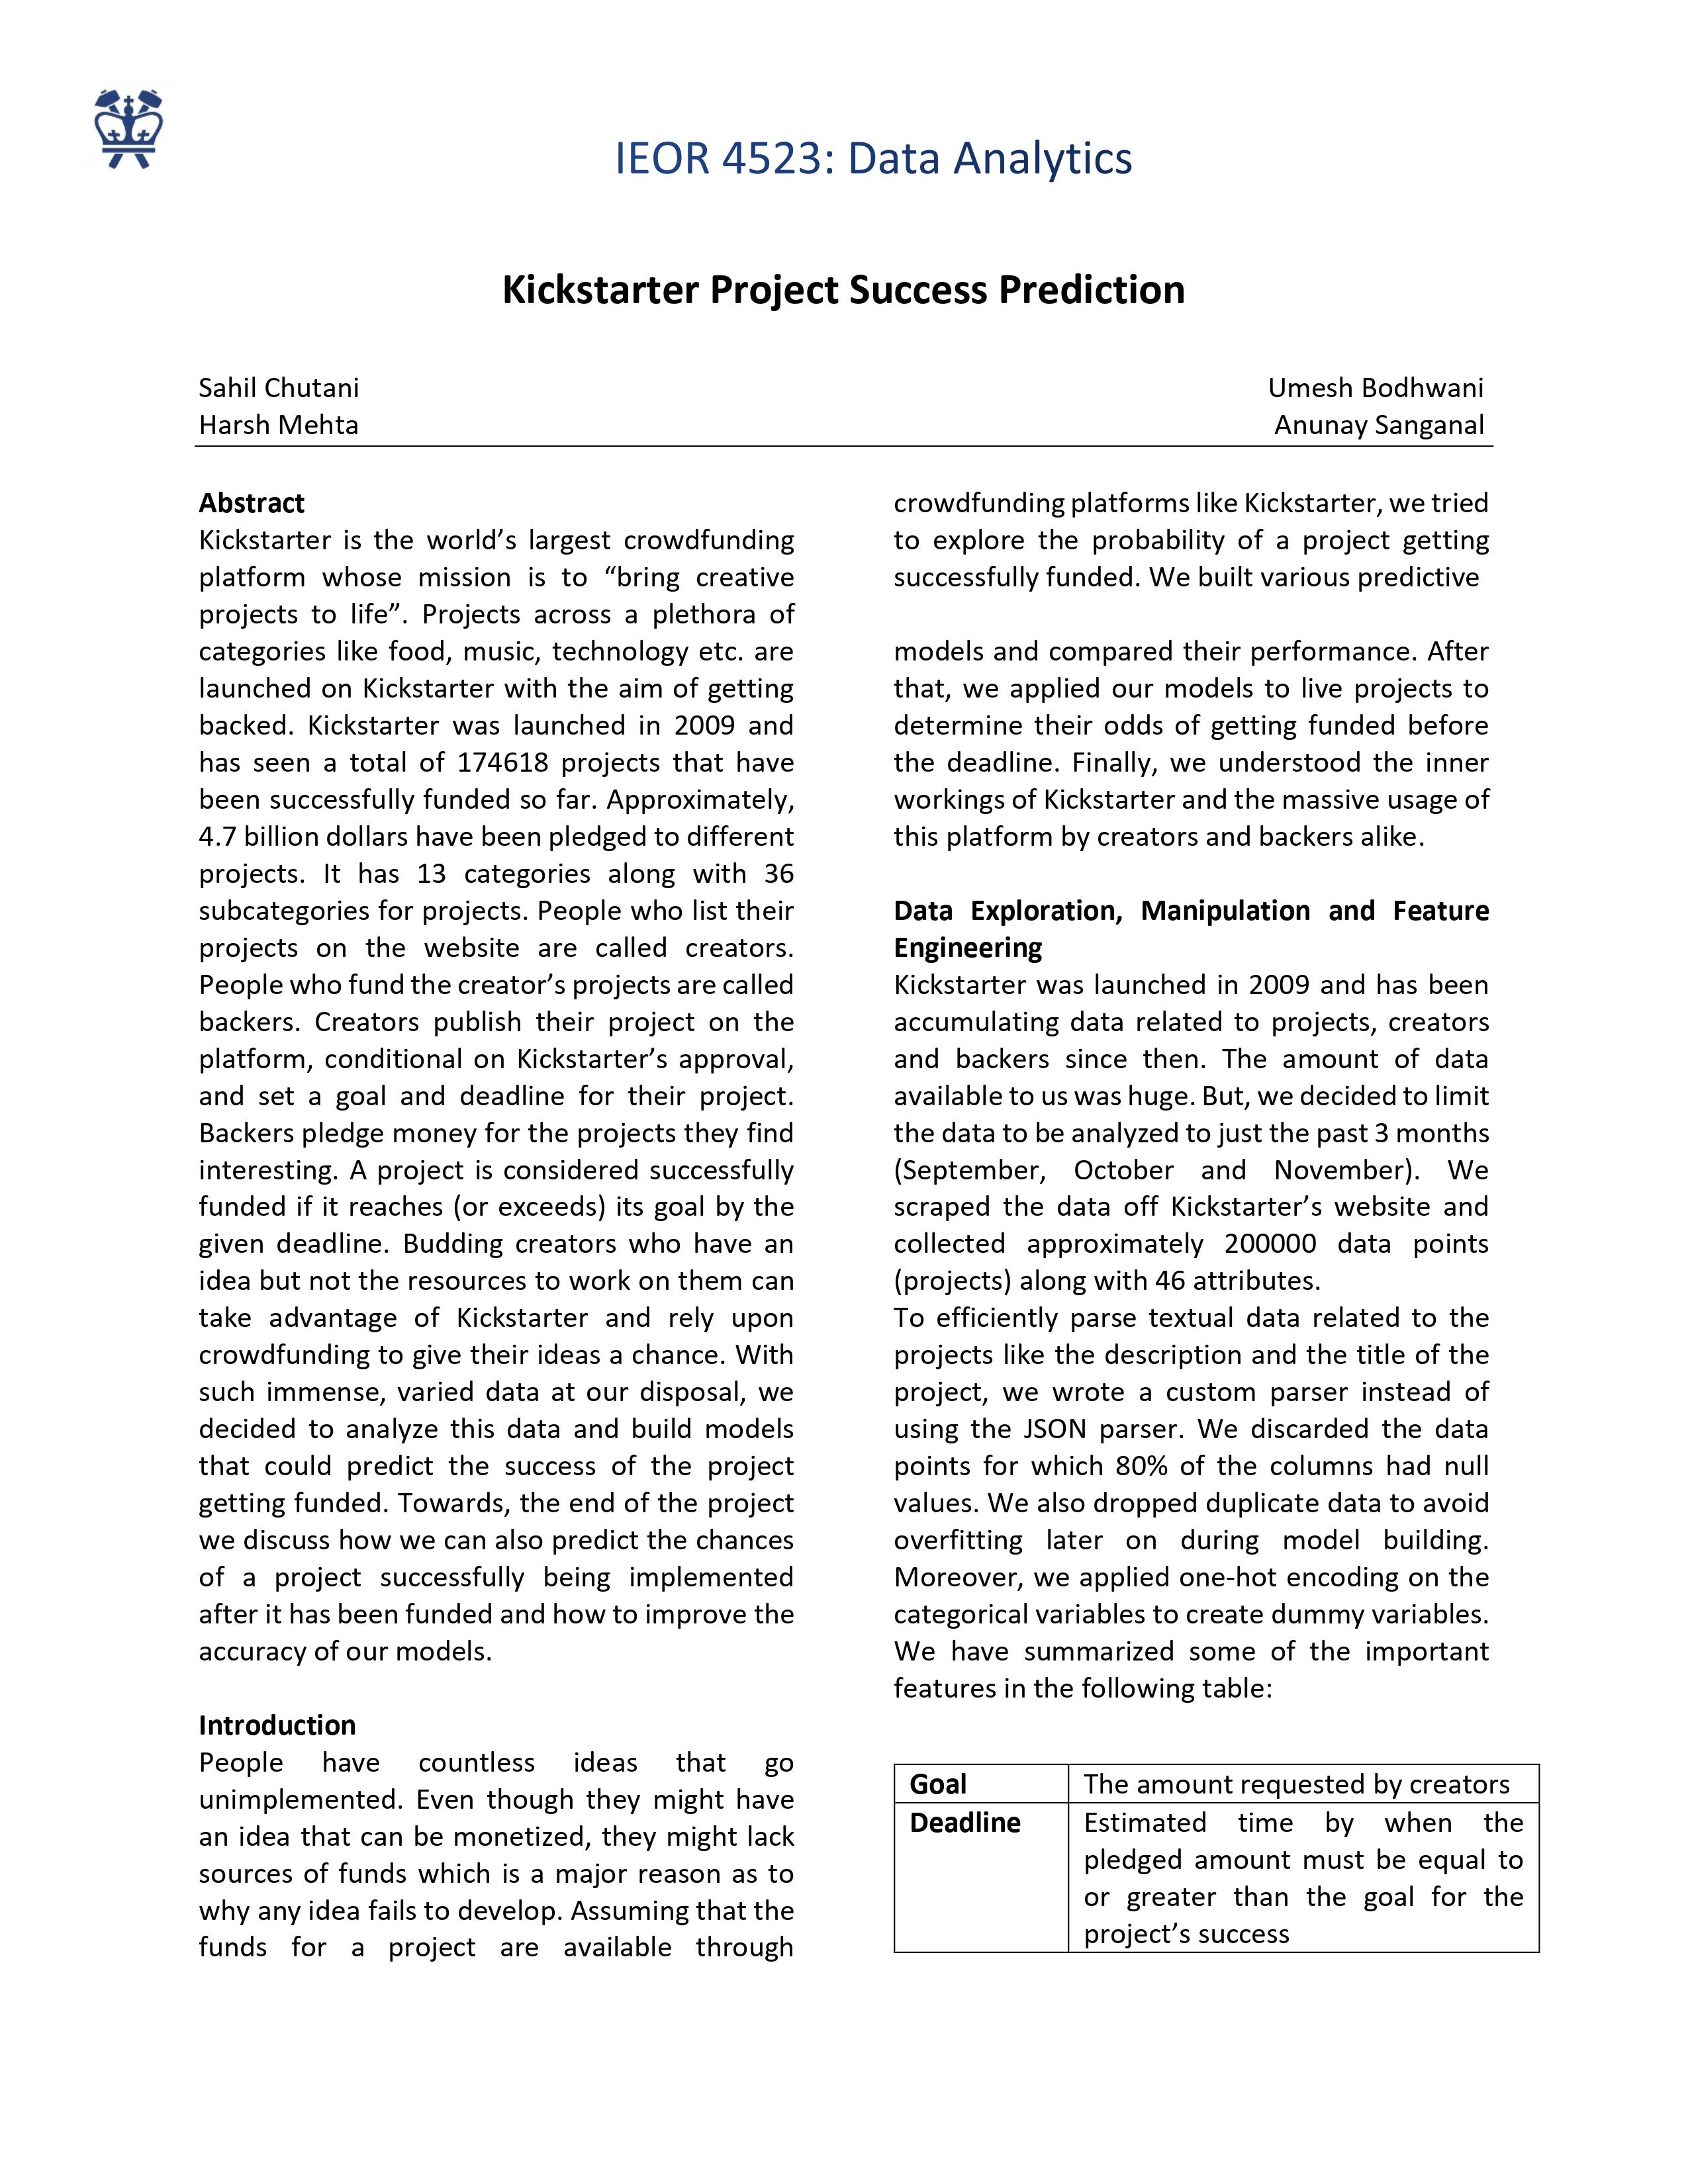 IEOR 4523: Data Analytics
Kickstarter Project Success Prediction
Sahil Chutani
Harsh Mehta
Umesh Bodhwani
Anunay Sanganal
Abstract
Kickstarter is the world’s largest crowdfunding
platform whose mission is to “bring creative
projects to life”. Projects across a plethora of
categories like food, music, technology etc. are
launched on Kickstarter with the aim of getting
backed. Kickstarter was launched in 2009 and
has seen a total of 174618 projects that have
been successfully funded so far. Approximately,
4.7 billion dollars have been pledged to different
projects. It has 13 categories along with 36
subcategories for projects. People who list their
projects on the website are called creators.
People who fund the creator’s projects are called
backers. Creators publish their project on the
platform, conditional on Kickstarter’s approval,
and set a goal and deadline for their project.
Backers pledge money for the projects they find
interesting. A project is considered successfully
funded if it reaches (or exceeds) its goal by the
given deadline. Budding creators who have an
idea but not the resources to work on them can
take advantage of Kickstarter and rely upon
crowdfunding to give their ideas a chance. With
such immense, varied data at our disposal, we
decided to analyze this data and build models
that could predict the success of the project
getting funded. Towards, the end of the project
we discuss how we can also predict the chances
of a project successfully being implemented
after it has been funded and how to improve the
accuracy of our models.
Introduction
People have countless ideas that go
unimplemented. Even though they might have
an idea that can be monetized, they might lack
sources of funds which is a major reason as to
why any idea fails to develop. Assuming that the
funds for a project are available through
crowdfunding platforms like Kickstarter, we tried
to explore the probability of a project getting
successfully funded. We built various predictive
models and compared their performance. After
that, we applied our models to live projects to
determine their odds of getting funded before
the deadline. Finally, we understood the inner
workings of Kickstarter and the massive usage of
this platform by creators and backers alike.
Data Exploration, Manipulation and Feature
Engineering
Kickstarter was launched in 2009 and has been
accumulating data related to projects, creators
and backers since then. The amount of data
available to us was huge. But, we decided to limit
the data to be analyzed to just the past 3 months
(September, October and November). We
scraped the data off Kickstarter’s website and
collected approximately 200000 data points
(projects) along with 46 attributes.
To efficiently parse textual data related to the
projects like the description and the title of the
project, we wrote a custom parser instead of
using the JSON parser. We discarded the data
points for which 80% of the columns had null
values. We also dropped duplicate data to avoid
overfitting later on during model building.
Moreover, we applied one-hot encoding on the
categorical variables to create dummy variables.
We have summarized some of the important
features in the following table:
Goal The amount requested by creators
Deadline Estimated time by when the
pledged amount must be equal to
or greater than the goal for the
project’s success